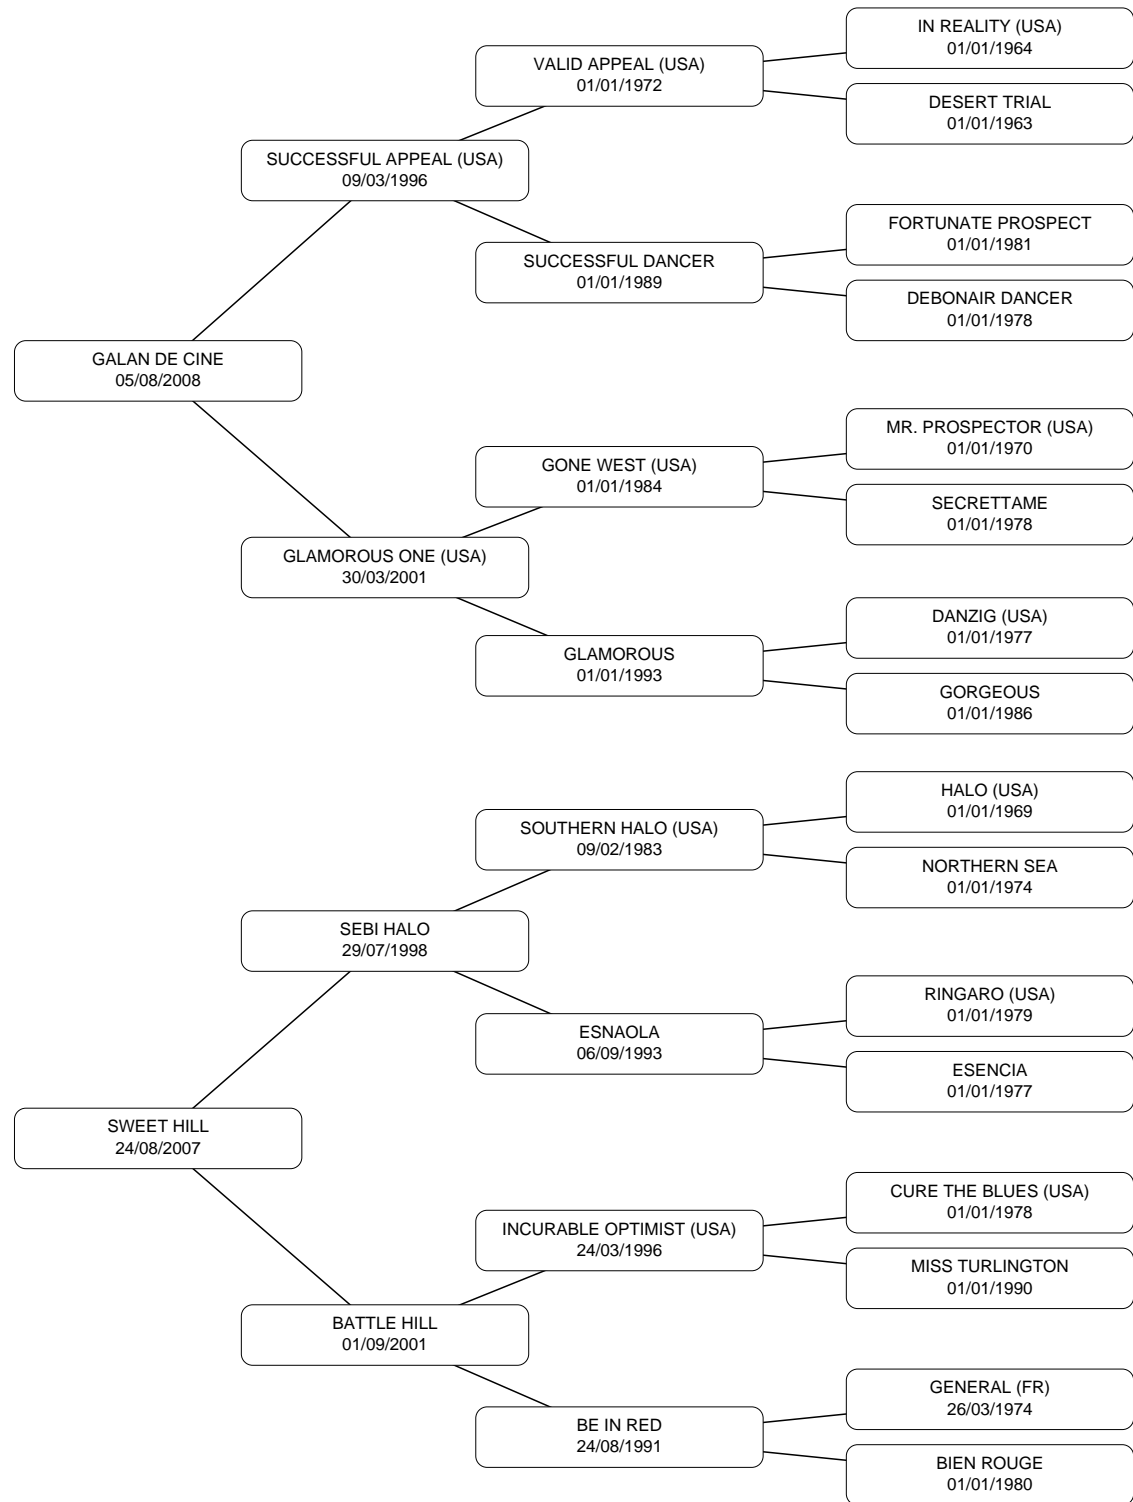 IN REALITY (USA)
01/01/1964
VALID APPEAL (USA)
01/01/1972
DESERT TRIAL
01/01/1963
SUCCESSFUL APPEAL (USA)
09/03/1996
FORTUNATE PROSPECT
01/01/1981
SUCCESSFUL DANCER
01/01/1989
DEBONAIR DANCER
01/01/1978
GALAN DE CINE
05/08/2008
MR. PROSPECTOR (USA)
01/01/1970
GONE WEST (USA)
01/01/1984
SECRETTAME
01/01/1978
GLAMOROUS ONE (USA)
30/03/2001
DANZIG (USA)
01/01/1977
GLAMOROUS
01/01/1993
GORGEOUS
01/01/1986
HALO (USA)
01/01/1969
SOUTHERN HALO (USA)
09/02/1983
NORTHERN SEA
01/01/1974
SEBI HALO
29/07/1998
RINGARO (USA)
01/01/1979
ESNAOLA
06/09/1993
ESENCIA
01/01/1977
SWEET HILL
24/08/2007
CURE THE BLUES (USA)
01/01/1978
INCURABLE OPTIMIST (USA)
24/03/1996
MISS TURLINGTON
01/01/1990
BATTLE HILL
01/09/2001
GENERAL (FR)
26/03/1974
BE IN RED
24/08/1991
BIEN ROUGE
01/01/1980